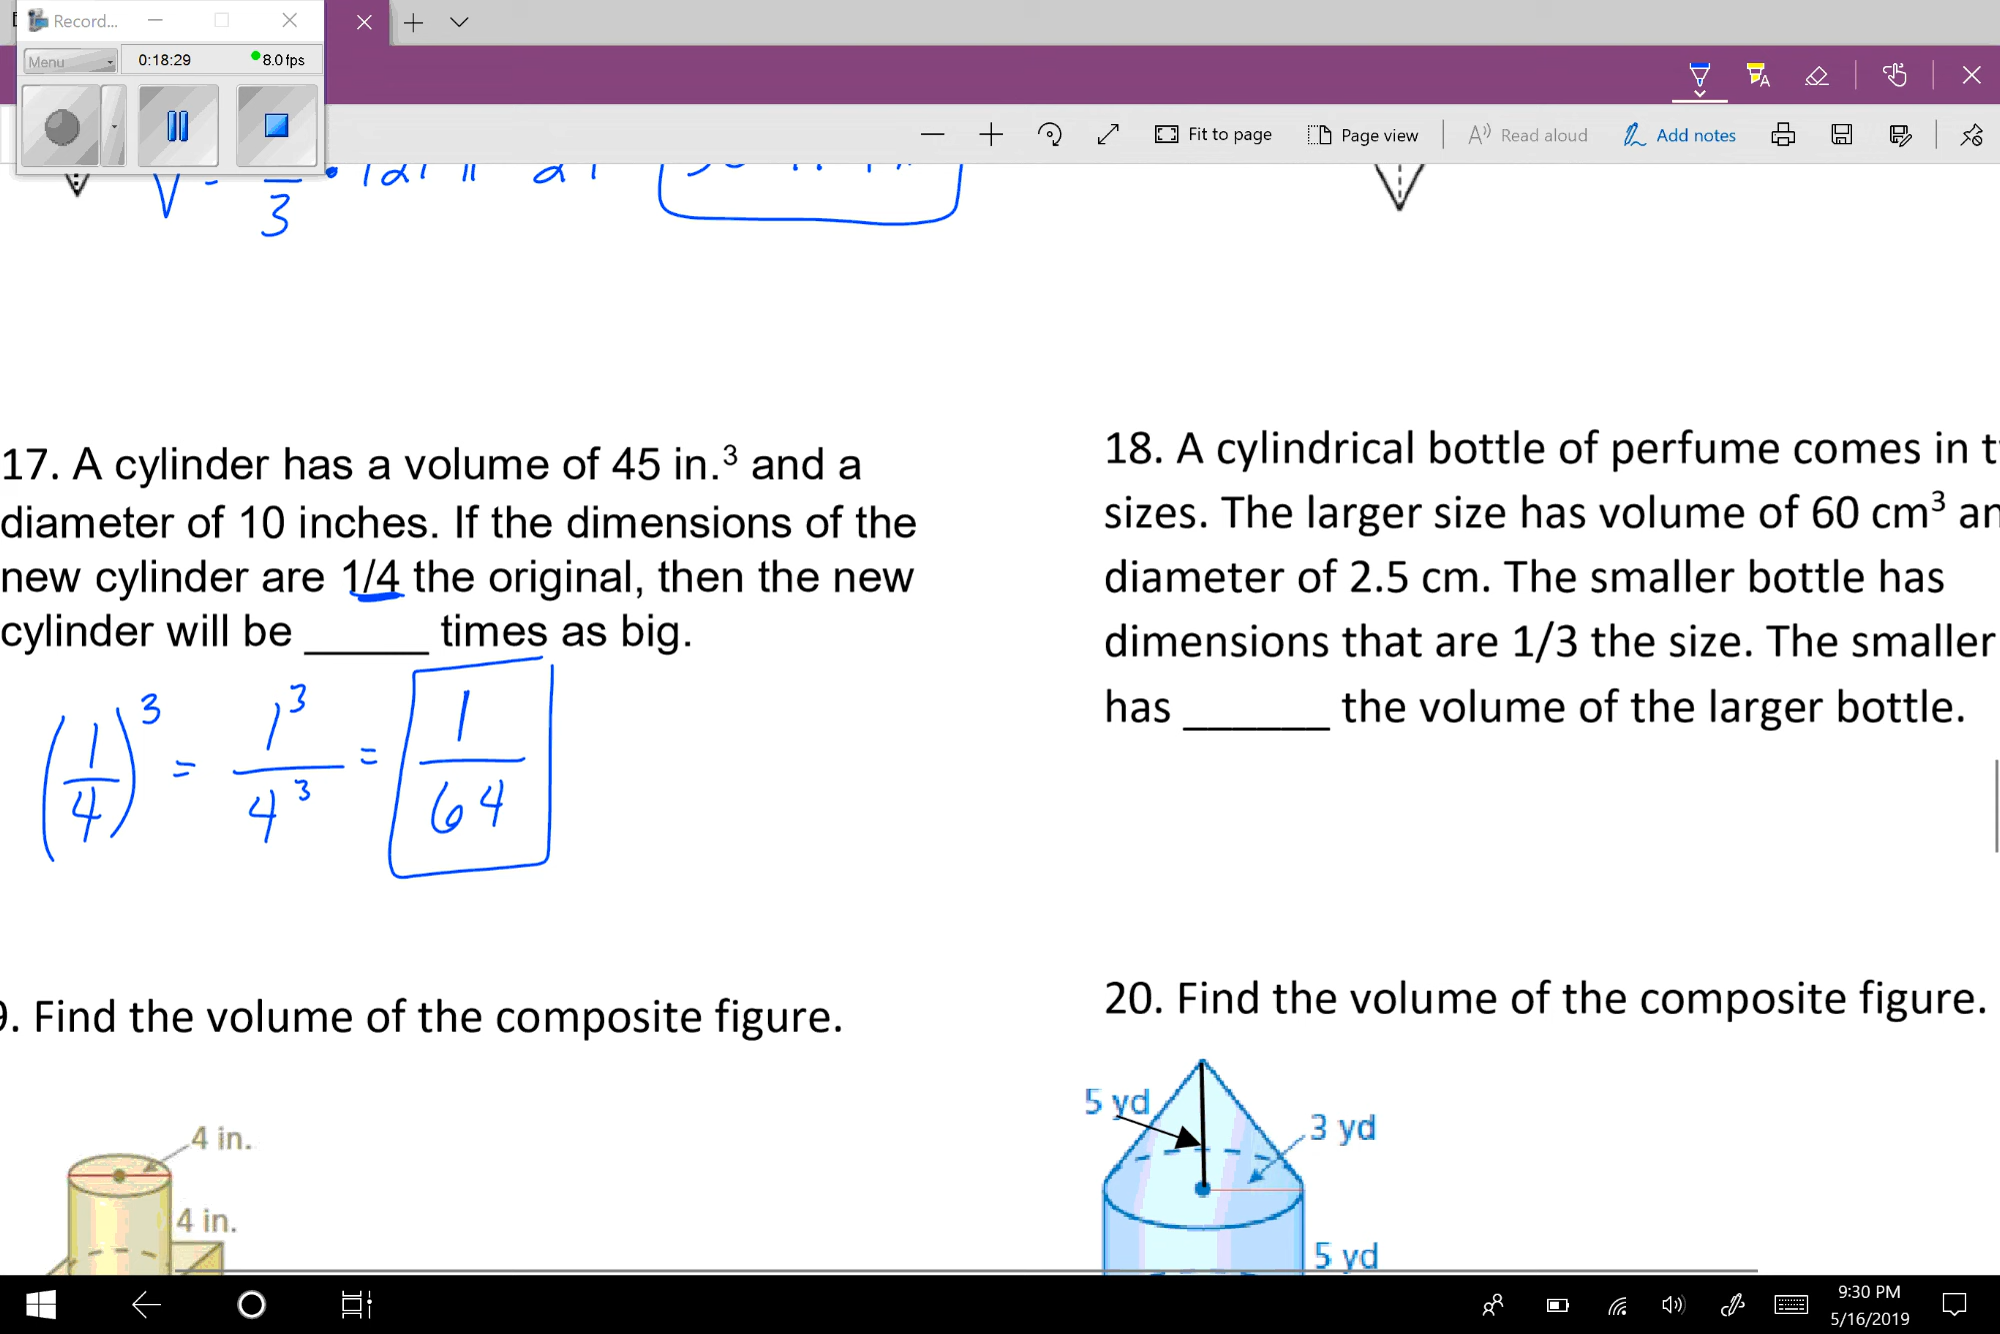 Record...
Menu
0:18:29
8.0 fps
Fit to page
Page view
Read aloud
Add notes
3
17. A cylinder has a volume of 45 in.³ and a
diameter of 10 inches. If the dimensions of the
new cylinder are 1/4 the original, then the new
cylinder will be ______ times as big.
(1/4)³ = 1³/4³ = 1/64
18. A cylindrical bottle of perfume comes in t
sizes. The larger size has volume of 60 cm³ an
diameter of 2.5 cm. The smaller bottle has
dimensions that are 1/3 the size. The smaller
has ______ the volume of the larger bottle.
9. Find the volume of the composite figure.
4 in.
4 in.
20. Find the volume of the composite figure.
5 yd
3 yd
5 yd
9:30 PM
5/16/2019